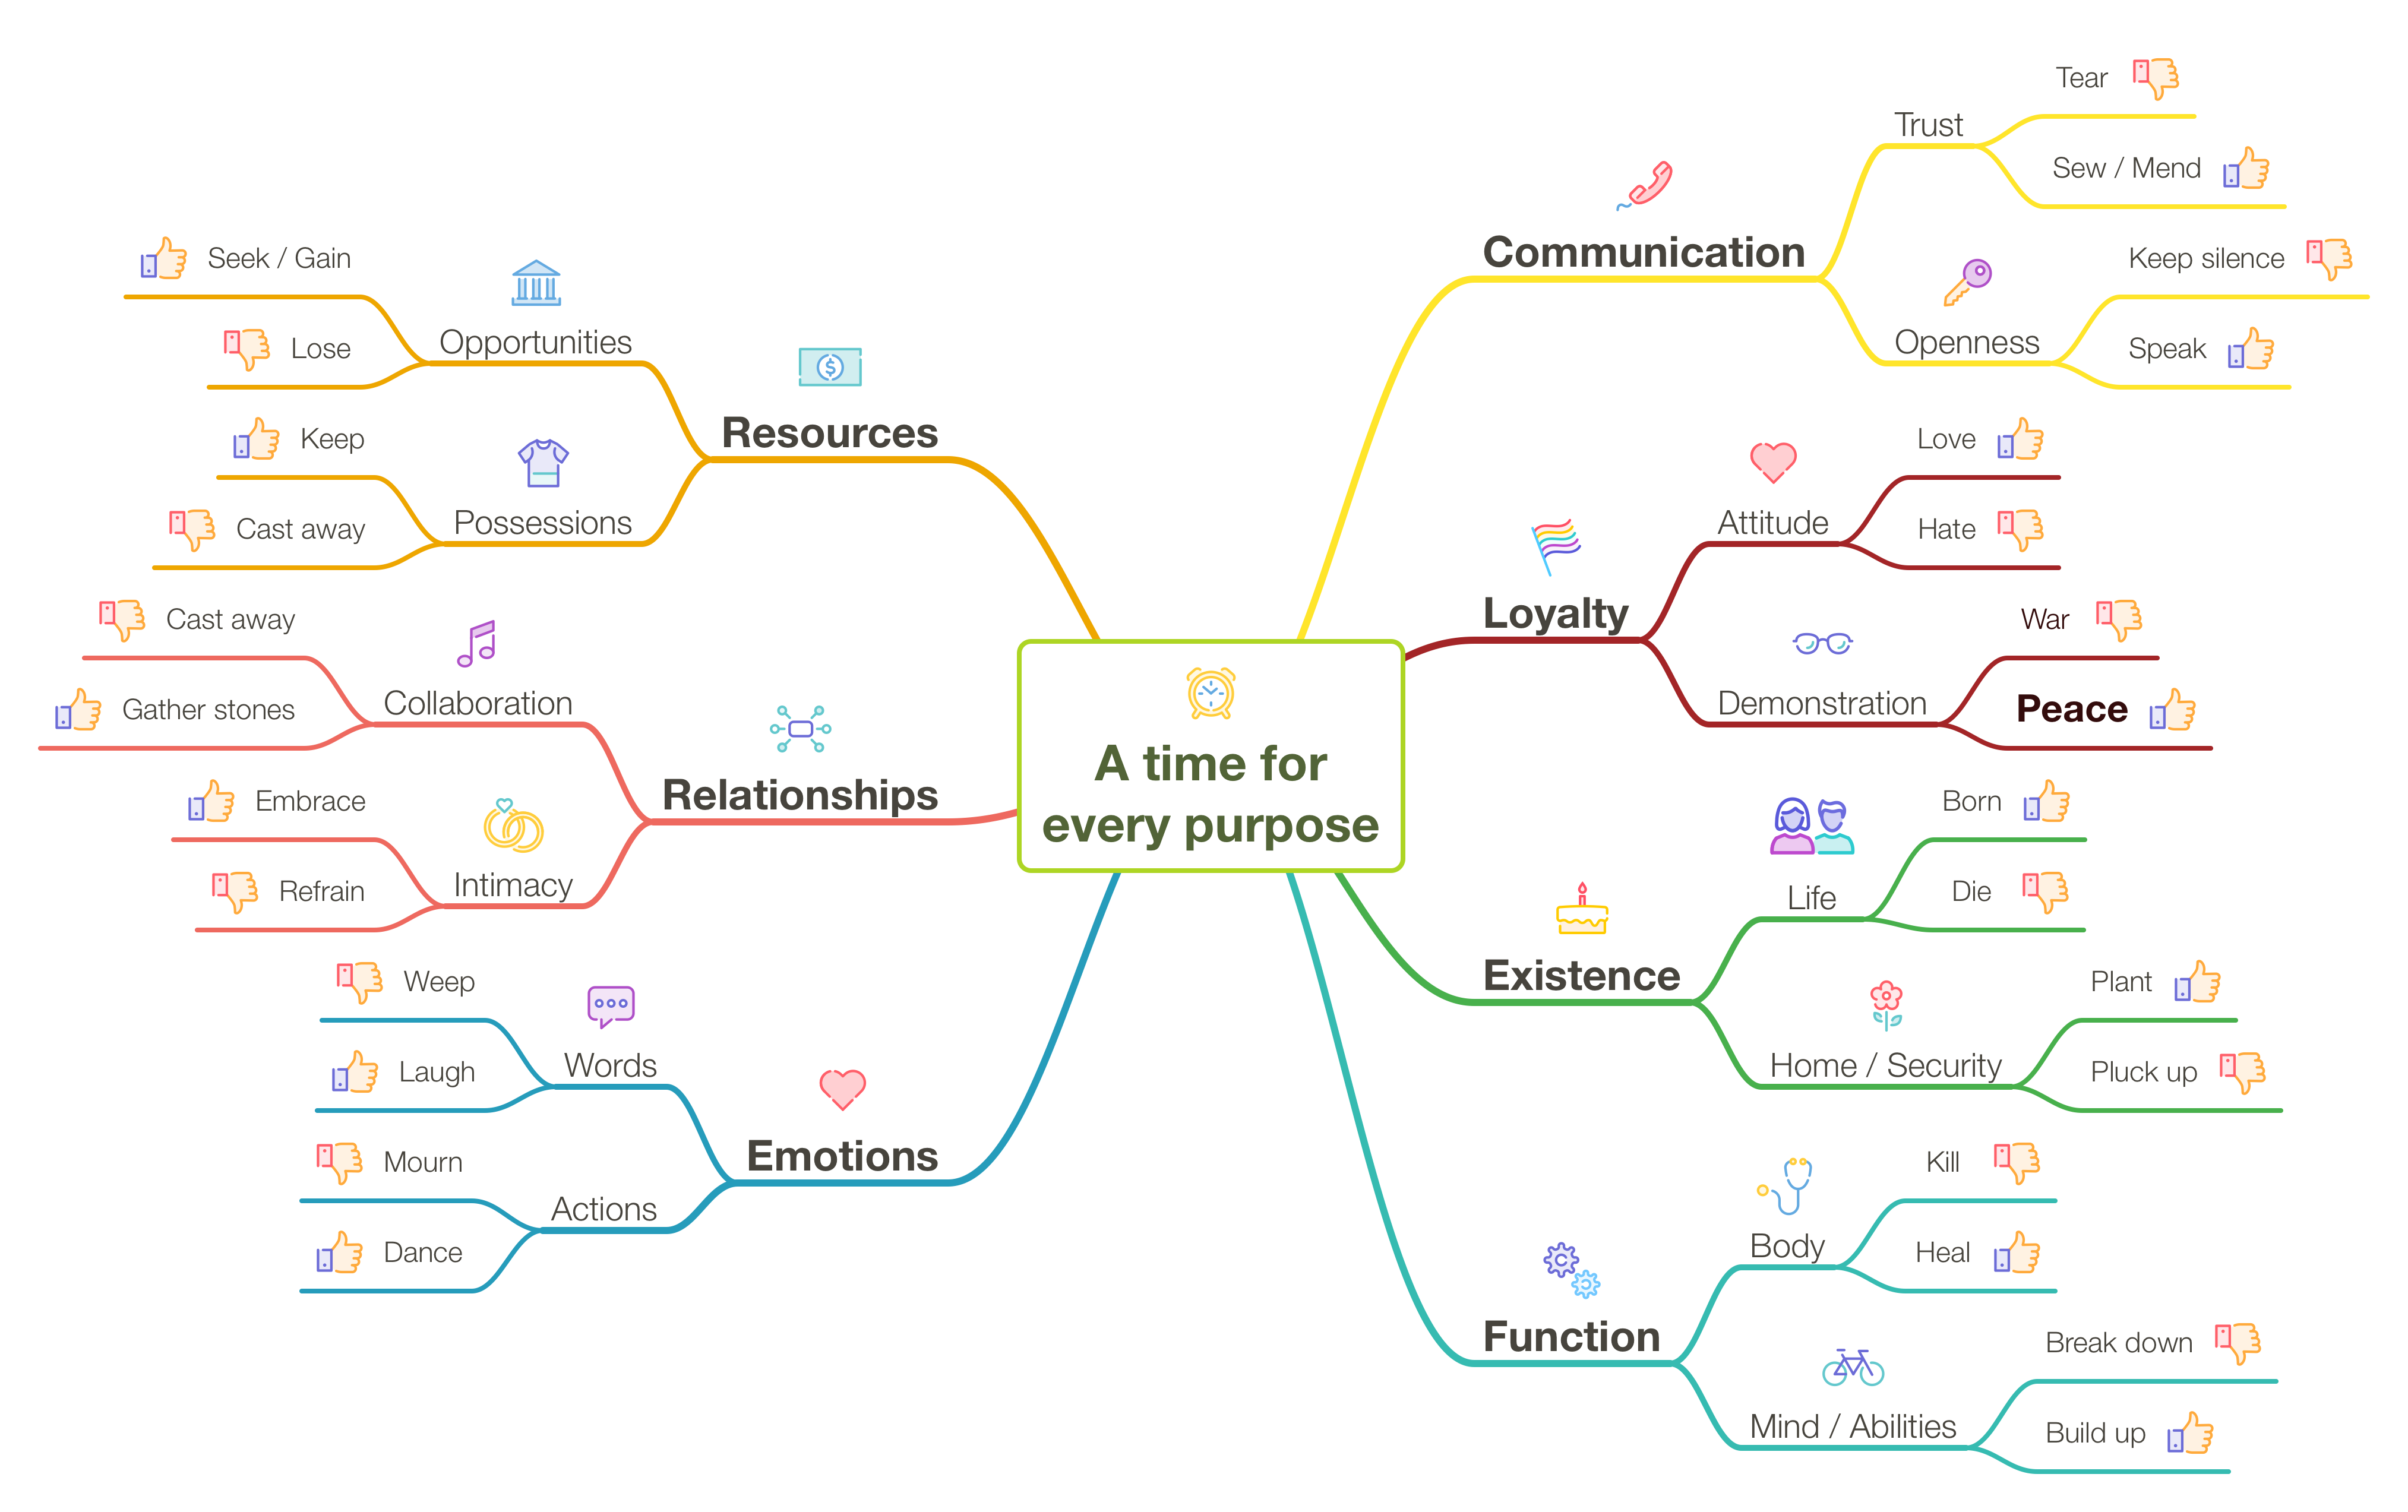 A time for
every purpose
Communication
Trust
Tear
Sew / Mend
Openness
Keep silence
Speak
Loyalty
Attitude
Love
Hate
Demonstration
War
Peace
Existence
Life
Born
Die
Home / Security
Plant
Pluck up
Function
Body
Kill
Heal
Mind / Abilities
Break down
Build up
Resources
Opportunities
Seek / Gain
Lose
Possessions
Keep
Cast away
Relationships
Collaboration
Cast away
Gather stones
Intimacy
Embrace
Refrain
Emotions
Words
Weep
Laugh
Actions
Mourn
Dance